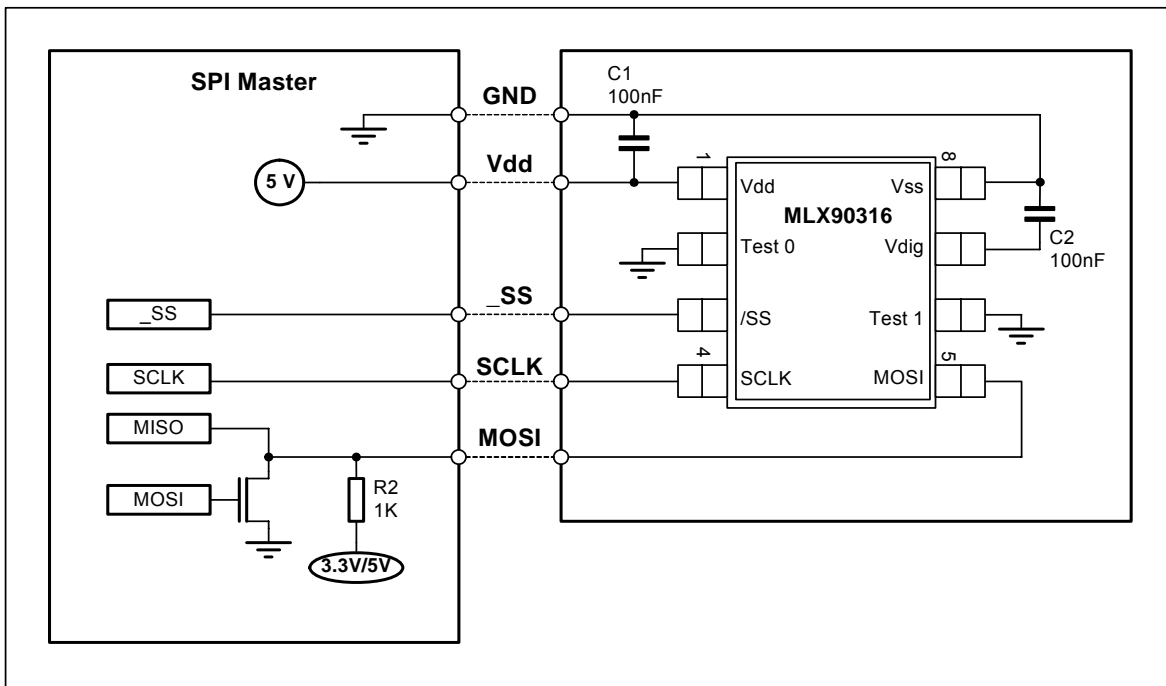 SPI Master
GND
Vdd
_SS
SCLK
MOSI
5 V
_SS
SCLK
MISO
MOSI
R2
1K
3.3V/5V
C1
100nF
1
8
Vdd
Vss
MLX90316
Test 0
Vdig
C2
100nF
/SS
Test 1
4
5
SCLK
MOSI